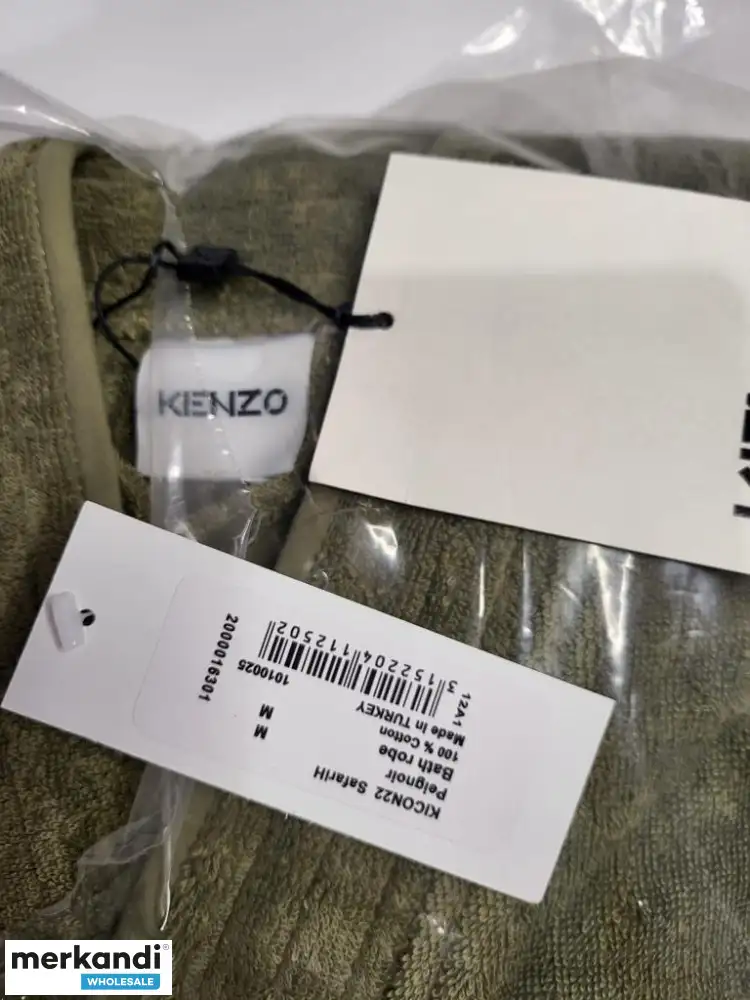 KENZO
KICON22 SafariH
Peignoir
Bath robe
100 % Cotton
Made in TURKEY
12A1
M
M
1010025
3 152204 112502
2000016301
merkandi®
WHOLESALE